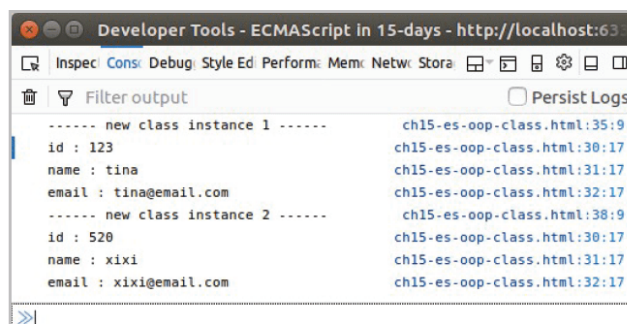 Developer Tools - ECMAScript in 15-days - http://localhost:633
Inspec Conso Debug Style Ed Performa Memo Netwo Stora
Filter output Persist Logs
------ new class instance 1 ------ ch15-es-oop-class.html:35:9
id : 123 ch15-es-oop-class.html:30:17
name : tina ch15-es-oop-class.html:31:17
email : tina@email.com ch15-es-oop-class.html:32:17
------ new class instance 2 ------ ch15-es-oop-class.html:38:9
id : 520 ch15-es-oop-class.html:30:17
name : xixi ch15-es-oop-class.html:31:17
email : xixi@email.com ch15-es-oop-class.html:32:17